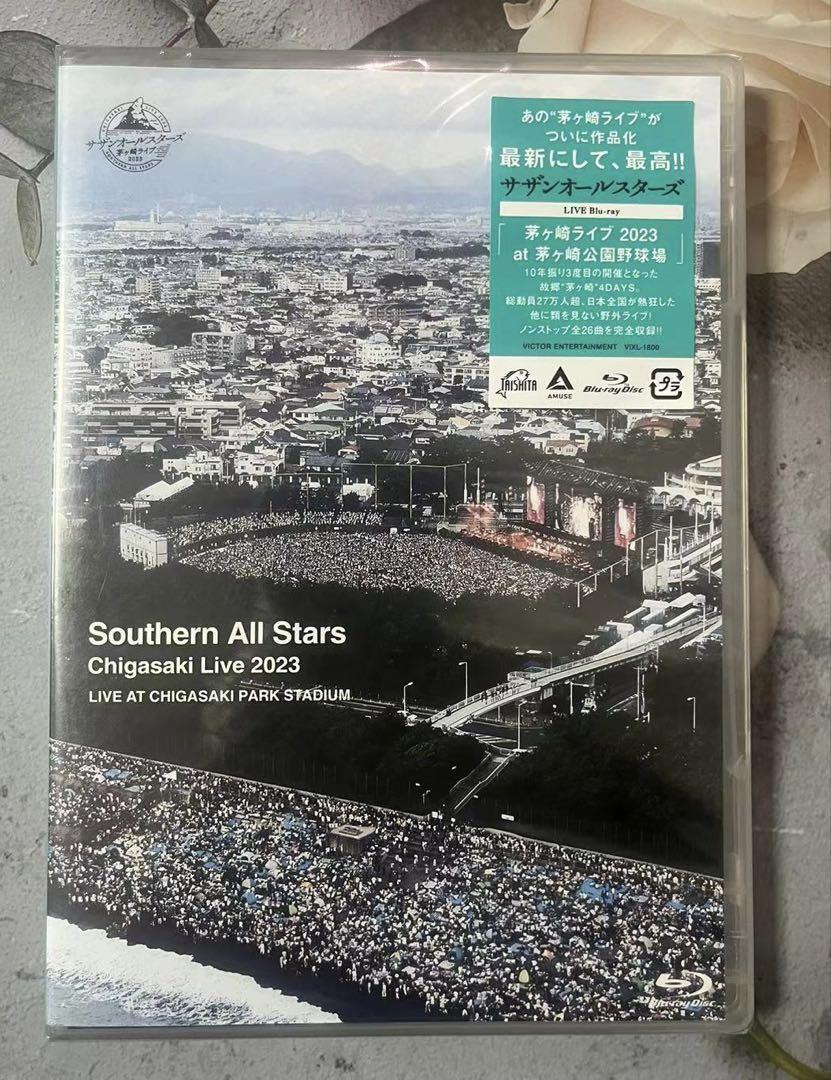 CHIGASAKI LIVE 2023
サザンオールスターズ
茅ヶ崎ライブ
2023
SOUTHERN ALL STARS
あの“茅ヶ崎ライブ”が
ついに作品化
最新にして、最高!!
サザンオールスターズ
LIVE Blu-ray
「茅ヶ崎ライブ 2023
at 茅ヶ崎公園野球場」
10年振り3度目の開催となった
故郷“茅ヶ崎”4DAYS。
総動員27万人超、日本全国が熱狂した
他に類を見ない野外ライブ!
ノンストップ全26曲を完全収録!!
VICTOR ENTERTAINMENT VIXL-1800
TAISHITA
AMUSE
Blu-ray Disc
プラ
Southern All Stars
Chigasaki Live 2023
LIVE AT CHIGASAKI PARK STADIUM
Blu-ray Disc